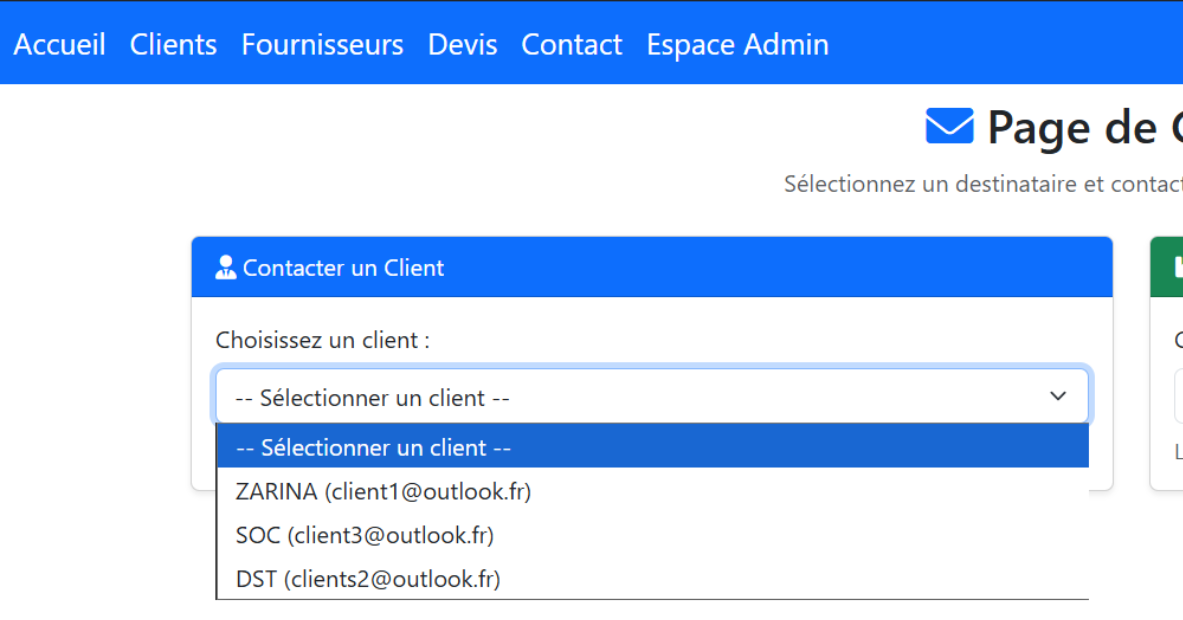 Accueil Clients Fournisseurs Devis Contact Espace Admin
Page de
Sélectionnez un destinataire et
Contacter un Client
Choisissez un client :
-- Sélectionner un client --
-- Sélectionner un client --
ZARINA (client1@outlook.fr)
SOC (client3@outlook.fr)
DST (clients2@outlook.fr)